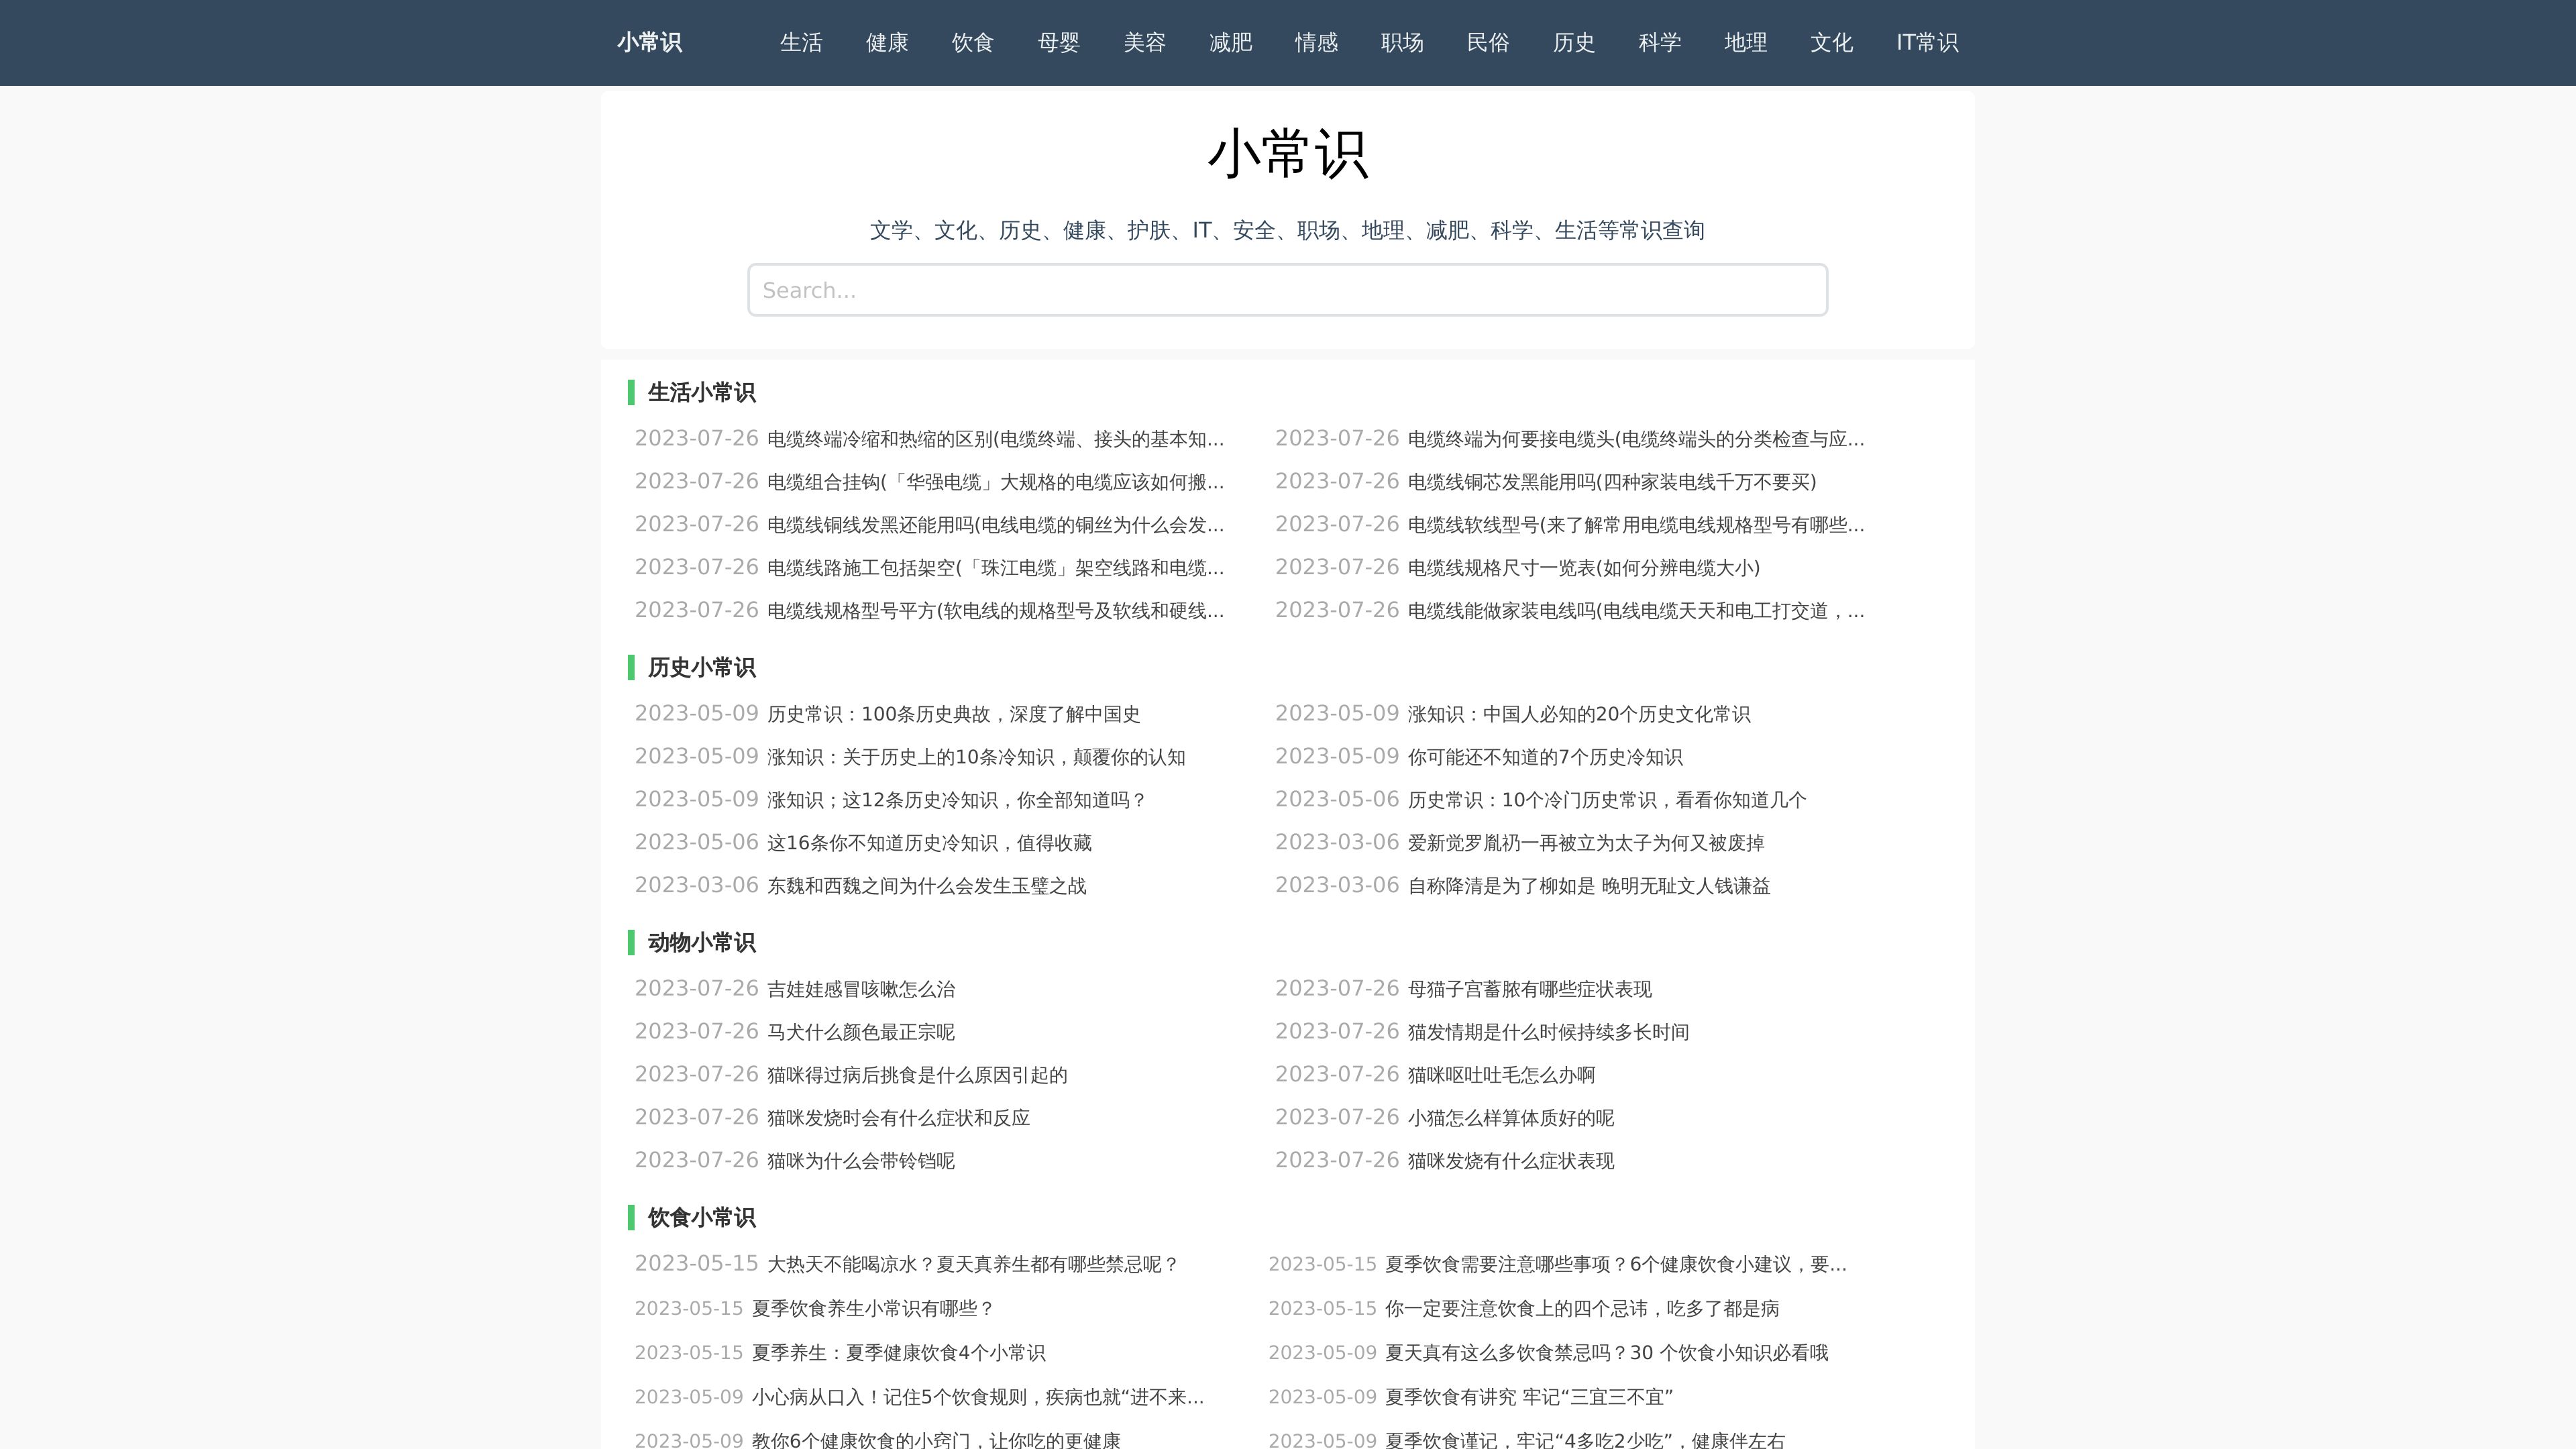 小常识 生活 健康 饮食 母婴 美容 减肥 情感 职场 民俗 历史 科学 地理 文化 IT常识
小常识
文学、文化、历史、健康、护肤、IT、安全、职场、地理、减肥、科学、生活等常识查询
Search...
生活小常识
2023-07-26 电缆终端冷缩和热缩的区别(电缆终端、接头的基本知... 2023-07-26 电缆终端为何要接电缆头(电缆终端头的分类检查与应...
2023-07-26 电缆组合挂钩(「华强电缆」大规格的电缆应该如何搬... 2023-07-26 电缆线铜芯发黑能用吗(四种家装电线千万不要买)
2023-07-26 电缆线铜线发黑还能用吗(电线电缆的铜丝为什么会发... 2023-07-26 电缆线软线型号(来了解常用电缆电线规格型号有哪些...
2023-07-26 电缆线路施工包括架空(「珠江电缆」架空线路和电缆... 2023-07-26 电缆线规格尺寸一览表(如何分辨电缆大小)
2023-07-26 电缆线规格型号平方(软电线的规格型号及软线和硬线... 2023-07-26 电缆线能做家装电线吗(电线电缆天天和电工打交道，...
历史小常识
2023-05-09 历史常识：100条历史典故，深度了解中国史 2023-05-09 涨知识：中国人必知的20个历史文化常识
2023-05-09 涨知识：关于历史上的10条冷知识，颠覆你的认知 2023-05-09 你可能还不知道的7个历史冷知识
2023-05-09 涨知识；这12条历史冷知识，你全部知道吗？ 2023-05-06 历史常识：10个冷门历史常识，看看你知道几个
2023-05-06 这16条你不知道历史冷知识，值得收藏 2023-03-06 爱新觉罗胤礽一再被立为太子为何又被废掉
2023-03-06 东魏和西魏之间为什么会发生玉璧之战 2023-03-06 自称降清是为了柳如是 晚明无耻文人钱谦益
动物小常识
2023-07-26 吉娃娃感冒咳嗽怎么治 2023-07-26 母猫子宫蓄脓有哪些症状表现
2023-07-26 马犬什么颜色最正宗呢 2023-07-26 猫发情期是什么时候持续多长时间
2023-07-26 猫咪得过病后挑食是什么原因引起的 2023-07-26 猫咪呕吐吐毛怎么办啊
2023-07-26 猫咪发烧时会有什么症状和反应 2023-07-26 小猫怎么样算体质好的呢
2023-07-26 猫咪为什么会带铃铛呢 2023-07-26 猫咪发烧有什么症状表现
饮食小常识
2023-05-15 大热天不能喝凉水？夏天真养生都有哪些禁忌呢？ 2023-05-15 夏季饮食需要注意哪些事项？6个健康饮食小建议，要...
2023-05-15 夏季饮食养生小常识有哪些？ 2023-05-15 你一定要注意饮食上的四个忌讳，吃多了都是病
2023-05-15 夏季养生：夏季健康饮食4个小常识 2023-05-09 夏天真有这么多饮食禁忌吗？30 个饮食小知识必看哦
2023-05-09 小心病从口入！记住5个饮食规则，疾病也就“进不来... 2023-05-09 夏季饮食有讲究 牢记“三宜三不宜”
2023-05-09 教你6个健康饮食的小窍门，让你吃的更健康 2023-05-09 夏季饮食谨记，牢记“4多吃2少吃”，健康伴左右